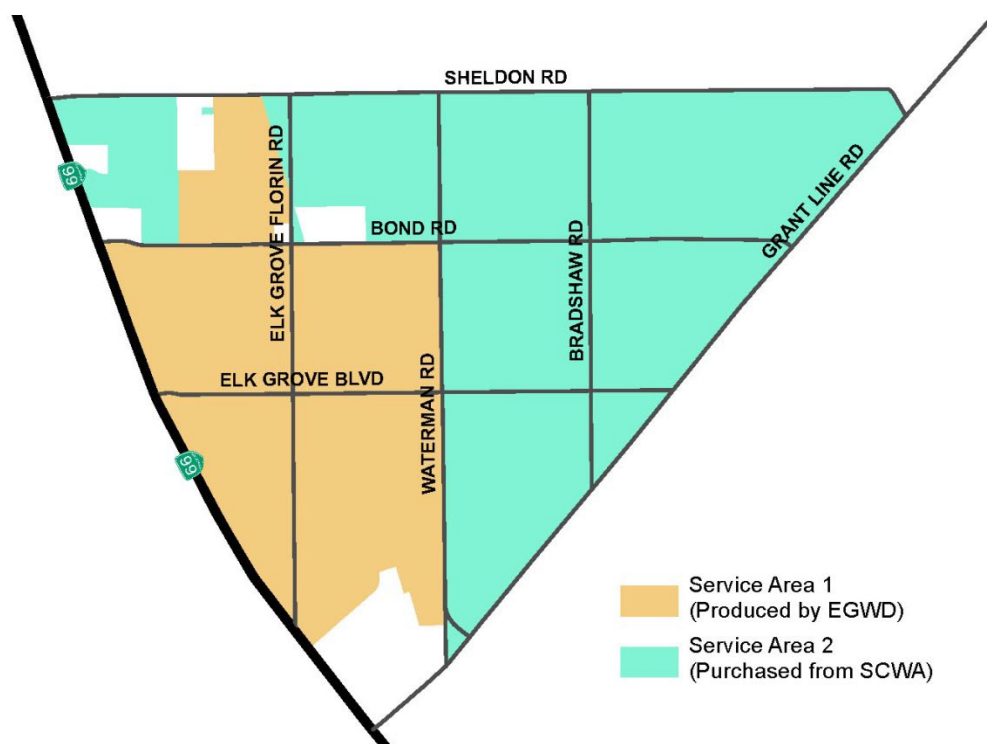 SHELDON RD
99
ELK GROVE FLORIN RD
BOND RD
BRADSHAW RD
GRANT LINE RD
ELK GROVE BLVD
WATERMAN RD
99
Service Area 1
(Produced by EGWD)
Service Area 2
(Purchased from SCWA)